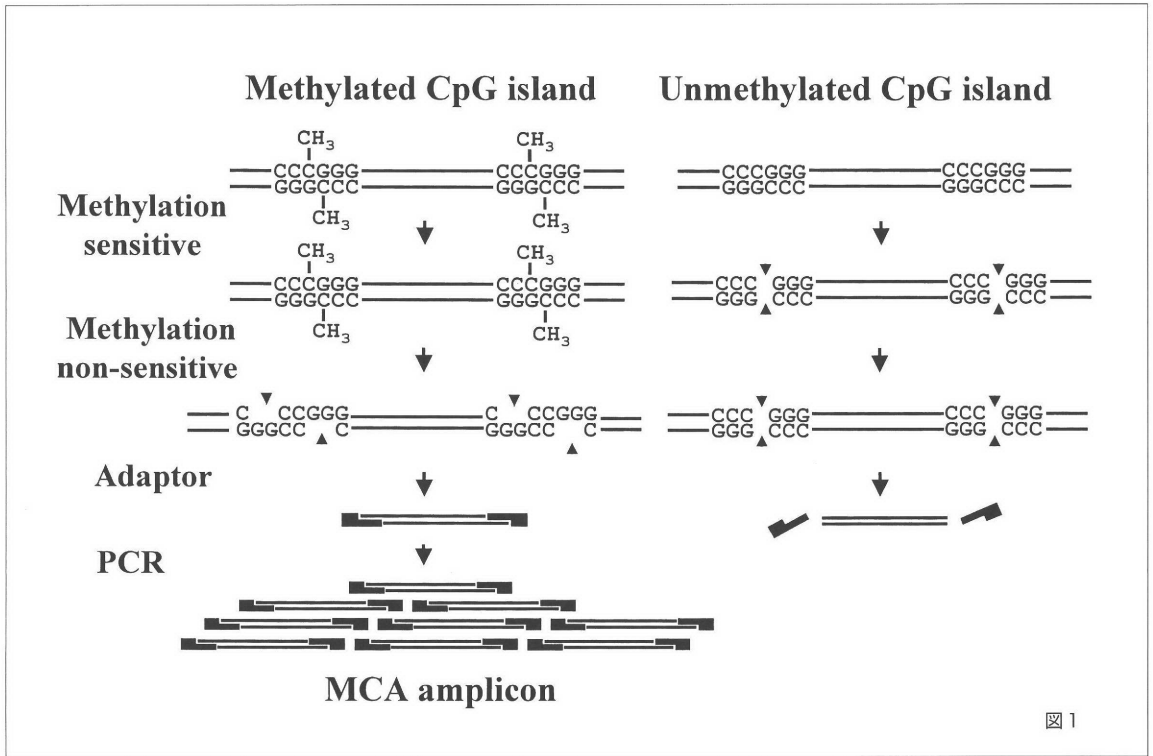 Methylated CpG island
Unmethylated CpG island
CH3 CH3
CCCGGG CCCGGG CCCGGG CCCGGG
GGGCCC GGGCCC GGGCCC GGGCCC
CH3 CH3
Methylation
sensitive
CH3 CH3
CCCGGG CCCGGG CCC GGG CCC GGG
GGGCCC GGGCCC GGG CCC GGG CCC
CH3 CH3
Methylation
non-sensitive
C CCGGG C CCGGG CCC GGG CCC GGG
GGGCC C GGGCC C GGG CCC GGG CCC
Adaptor
PCR
MCA amplicon
図1